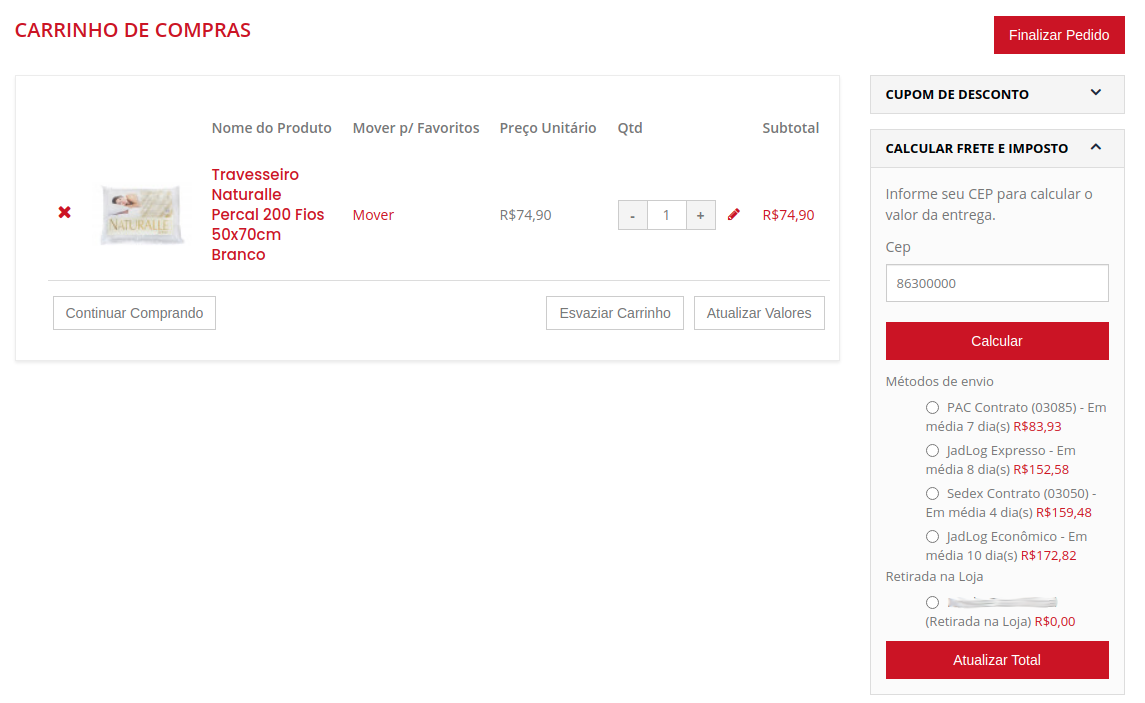 CARRINHO DE COMPRAS
Finalizar Pedido
Nome do Produto Mover p/ Favoritos Preço Unitário Qtd Subtotal
Travesseiro
Naturalle
Percal 200 Fios
50x70cm
Branco
NATURALLE
Mover
R$74,90
- 1 +
R$74,90
Continuar Comprando
Esvaziar Carrinho
Atualizar Valores
CUPOM DE DESCONTO
CALCULAR FRETE E IMPOSTO
Informe seu CEP para calcular o
valor da entrega.
Cep
86300000
Calcular
Métodos de envio
PAC Contrato (03085) - Em
média 7 dia(s) R$83,93
JadLog Expresso - Em
média 8 dia(s) R$152,58
Sedex Contrato (03050) -
Em média 4 dia(s) R$159,48
JadLog Econômico - Em
média 10 dia(s) R$172,82
Retirada na Loja
(Retirada na Loja) R$0,00
Atualizar Total